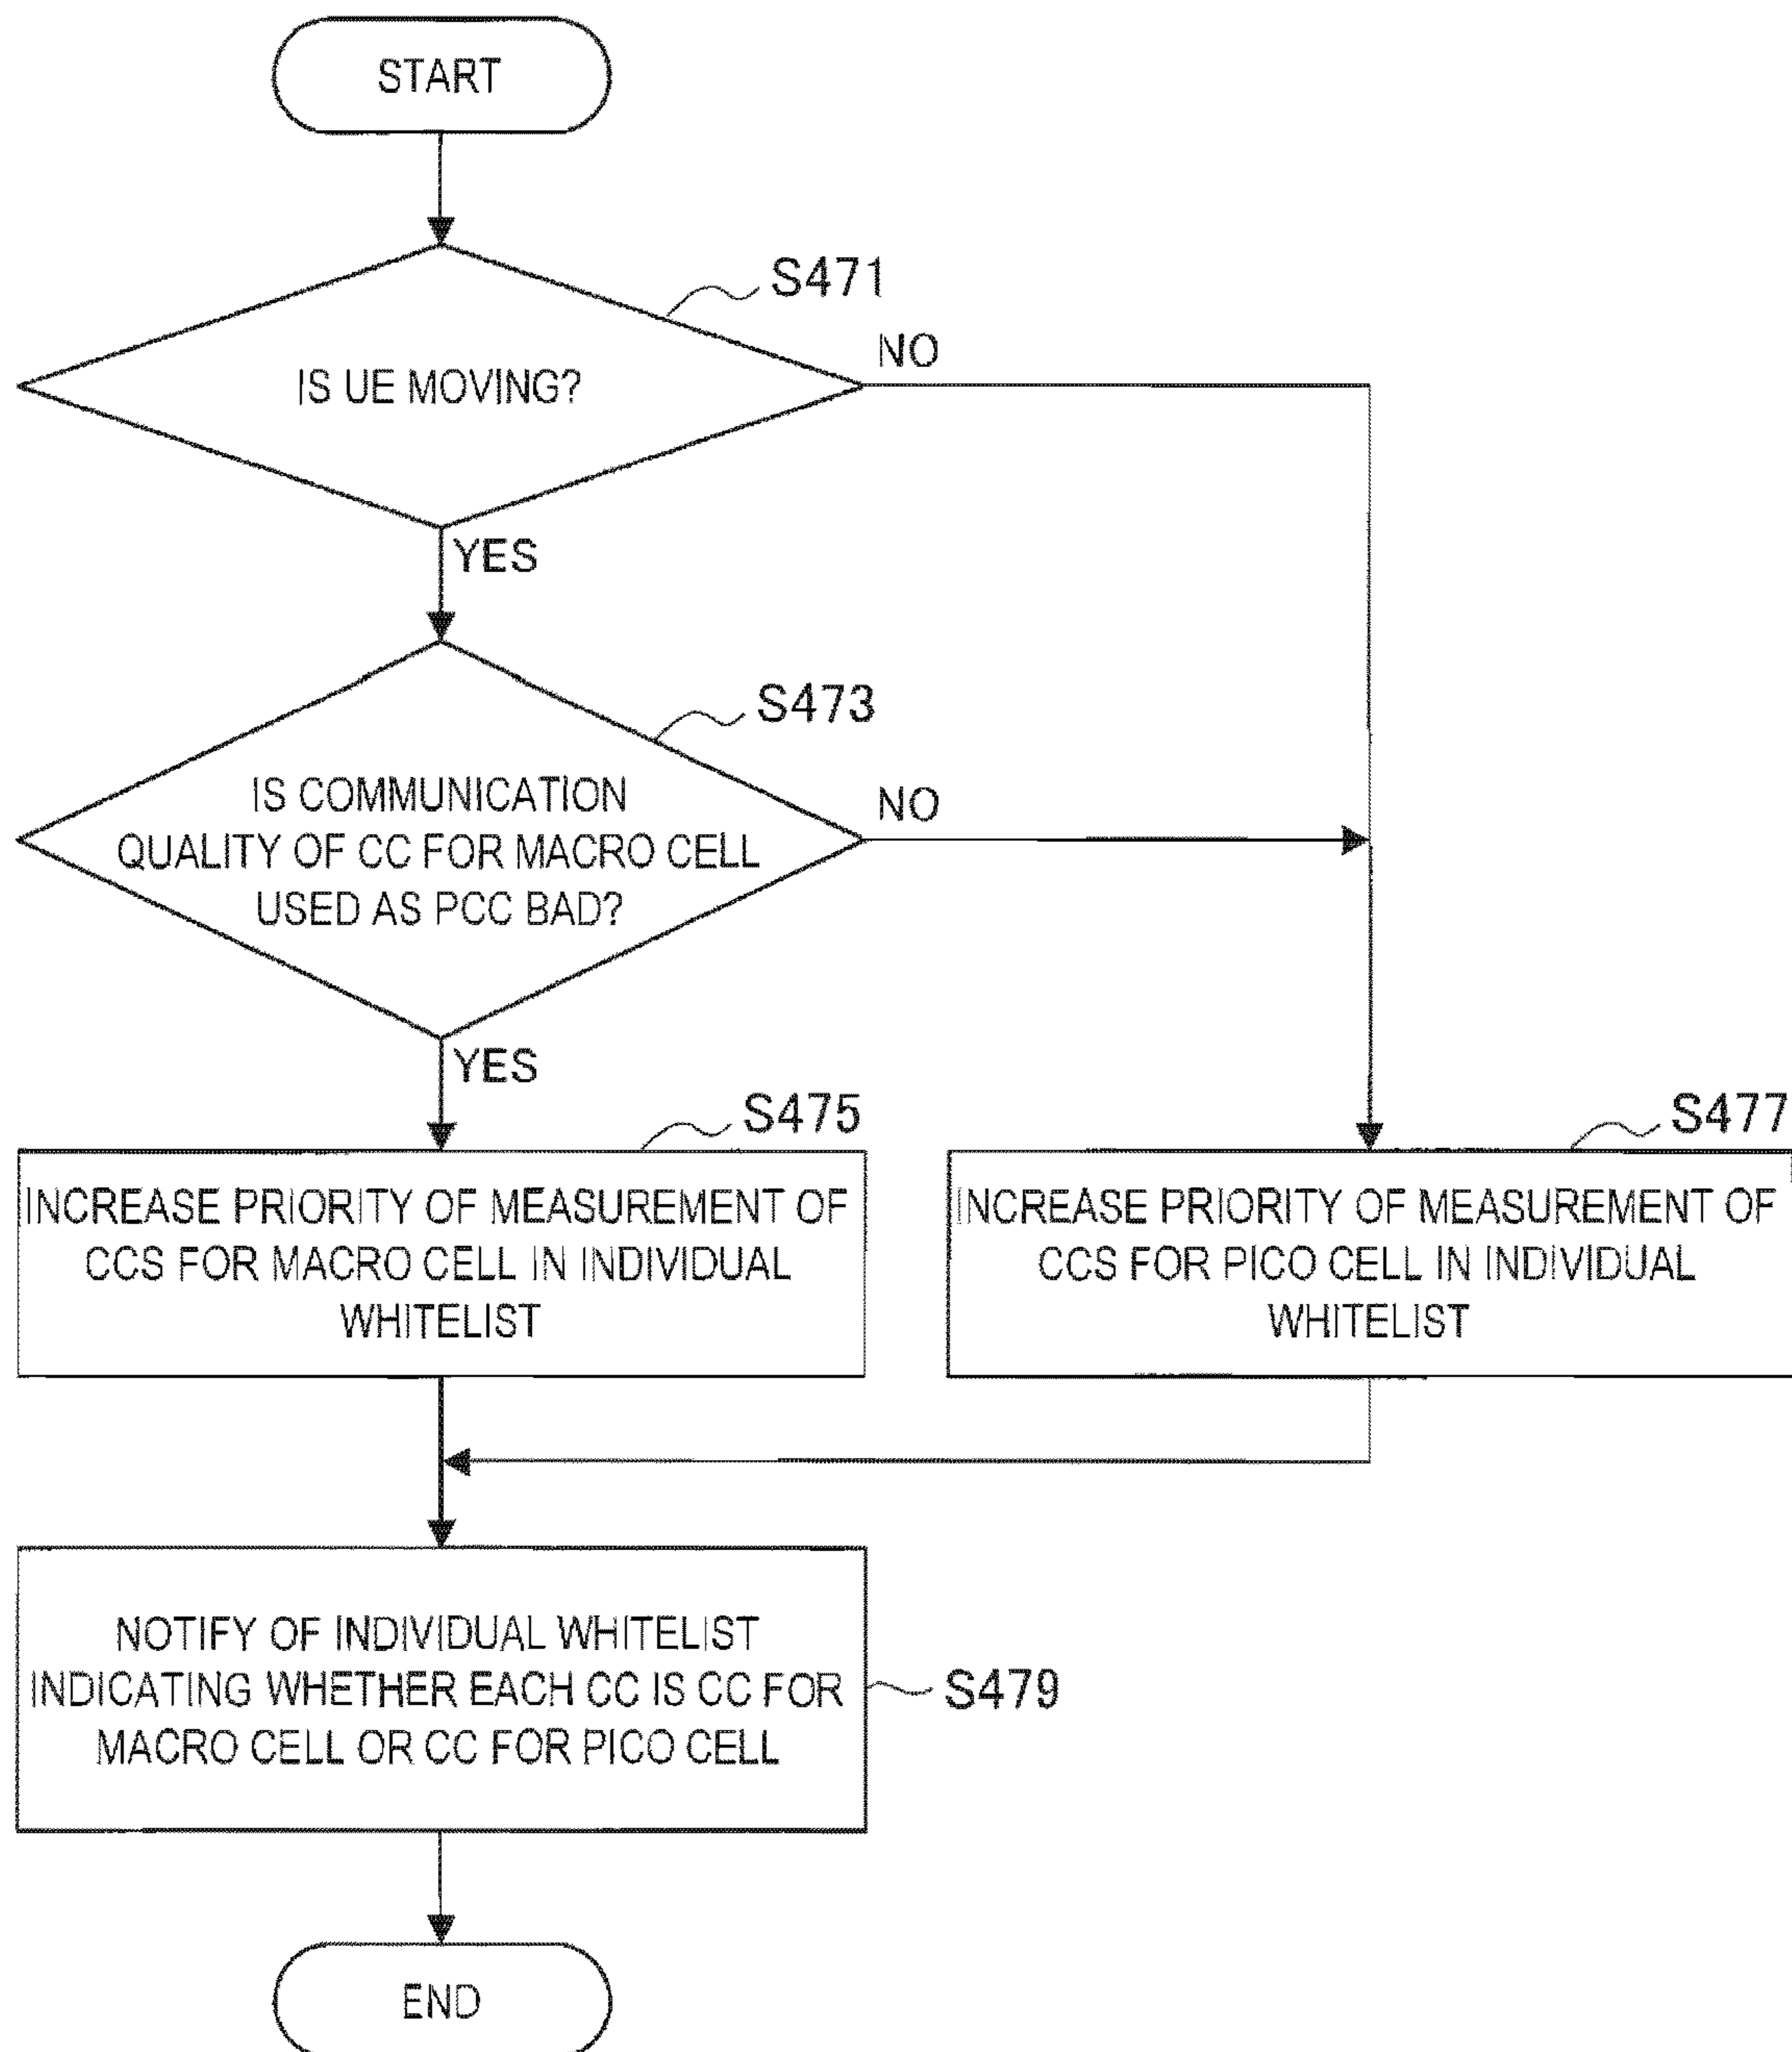 START
S471
IS UE MOVING?
NO
YES
S473
IS COMMUNICATION
QUALITY OF CC FOR MACRO CELL
USED AS PCC BAD?
NO
YES
S475
INCREASE PRIORITY OF MEASUREMENT OF
CCS FOR MACRO CELL IN INDIVIDUAL
WHITELIST
S477
INCREASE PRIORITY OF MEASUREMENT OF
CCS FOR PICO CELL IN INDIVIDUAL
WHITELIST
NOTIFY OF INDIVIDUAL WHITELIST
INDICATING WHETHER EACH CC IS CC FOR
MACRO CELL OR CC FOR PICO CELL
S479
END